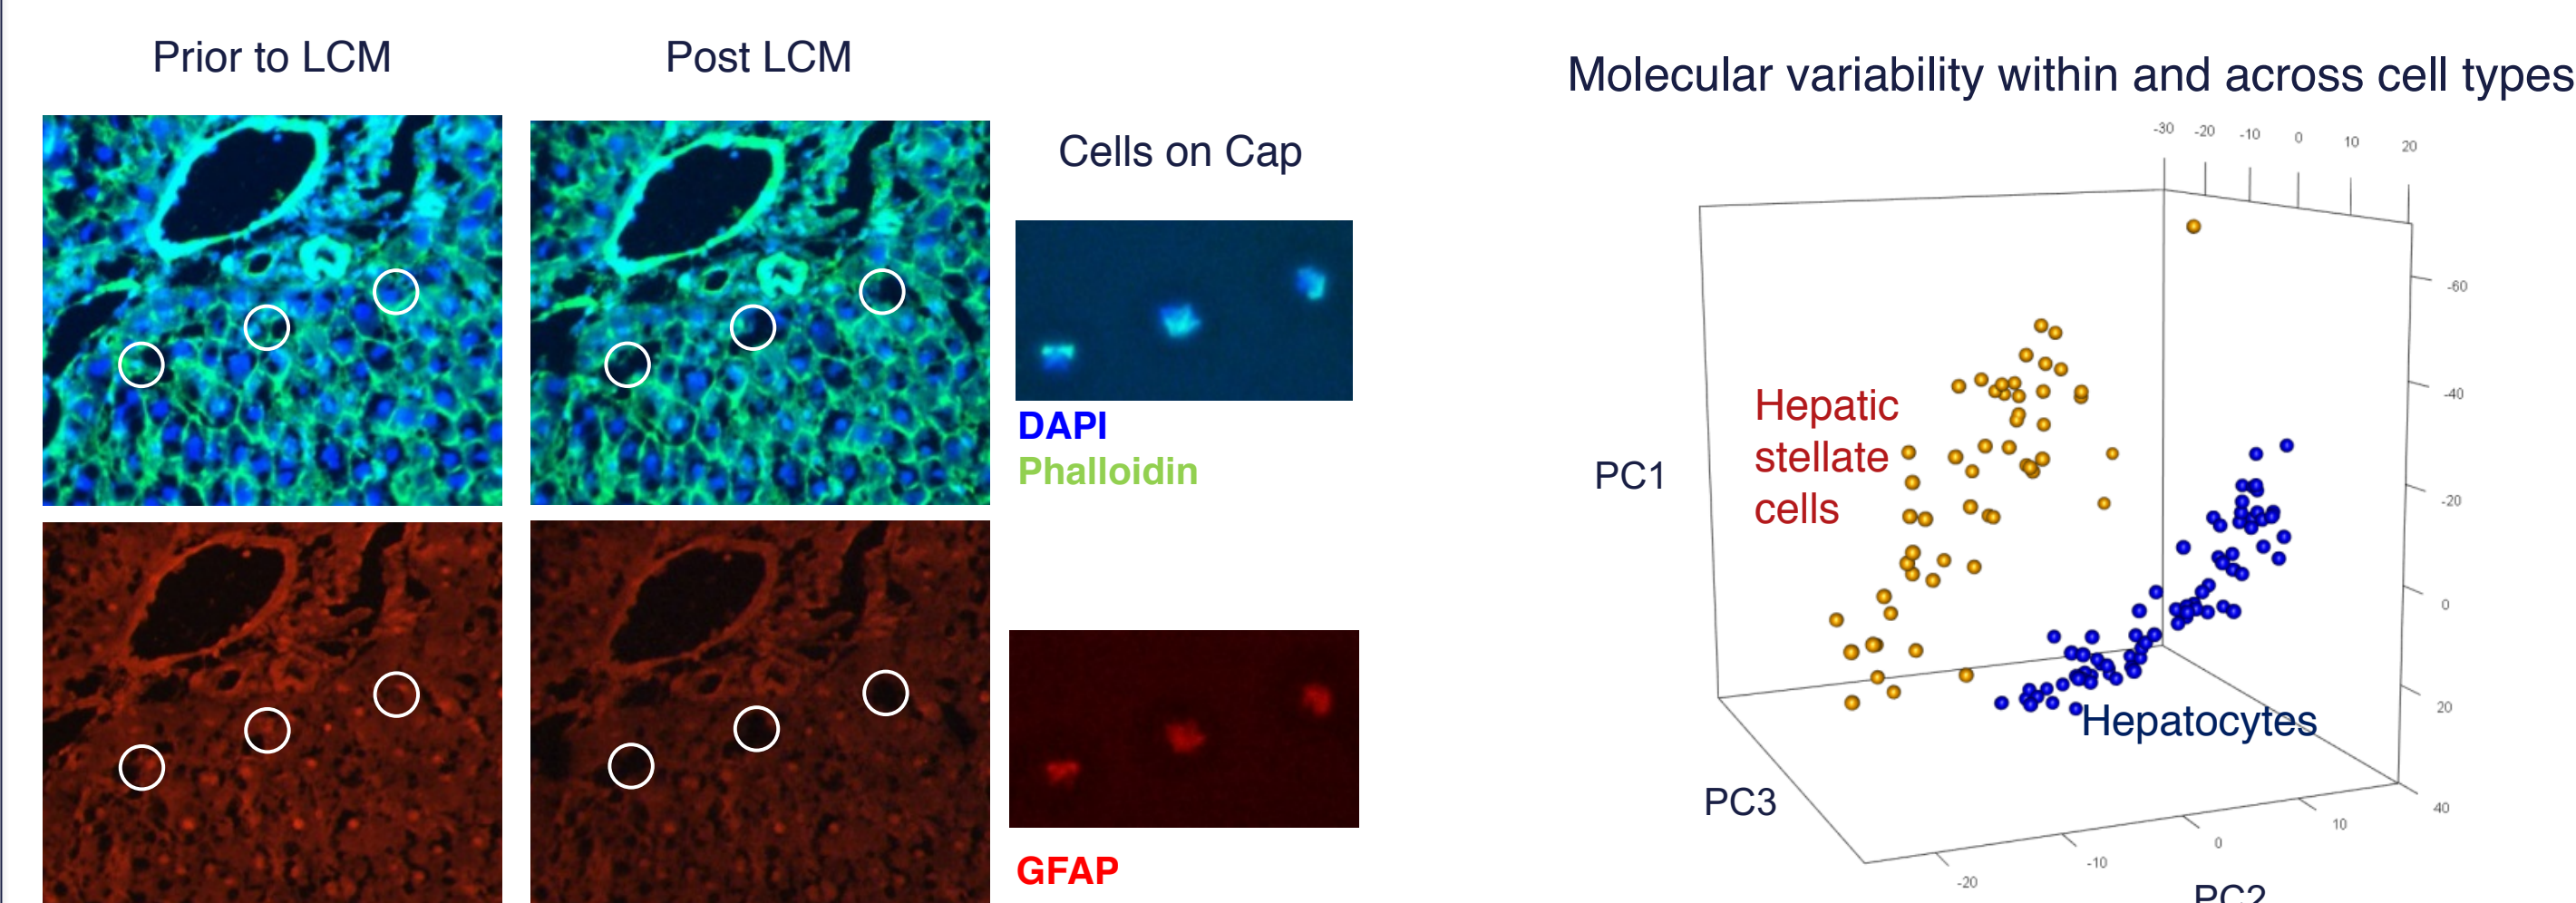 Prior to LCM
Post LCM
Cells on Cap
DAPI
Phalloidin
GFAP
Molecular variability within and across cell types
-30 -20 -10 0 10 20
-60
-40
-20
0
20
40
Hepatic
stellate
cells
PC1
Hepatocytes
PC3
10
0
-10
-20
PC2